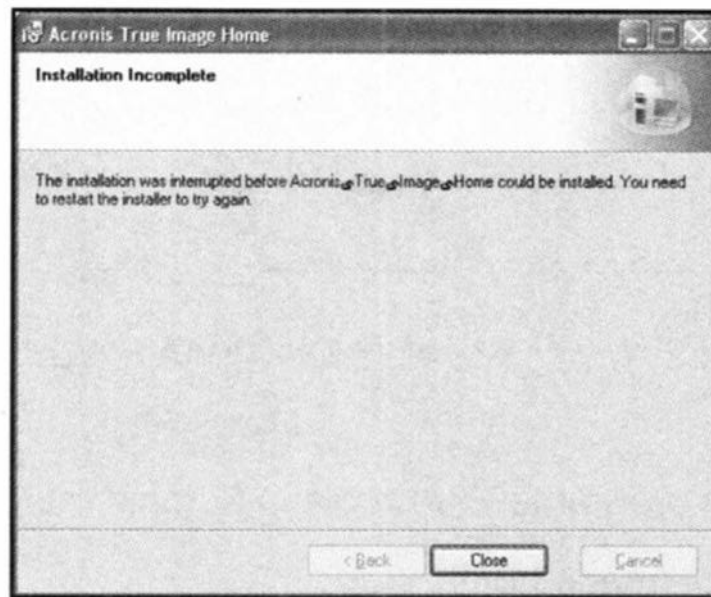 Acronis True Image Home
Installation Incomplete
The installation was interrupted before Acronis True Image Home could be installed. You need
to restart the installer to try again.
< Back
Close
Cancel